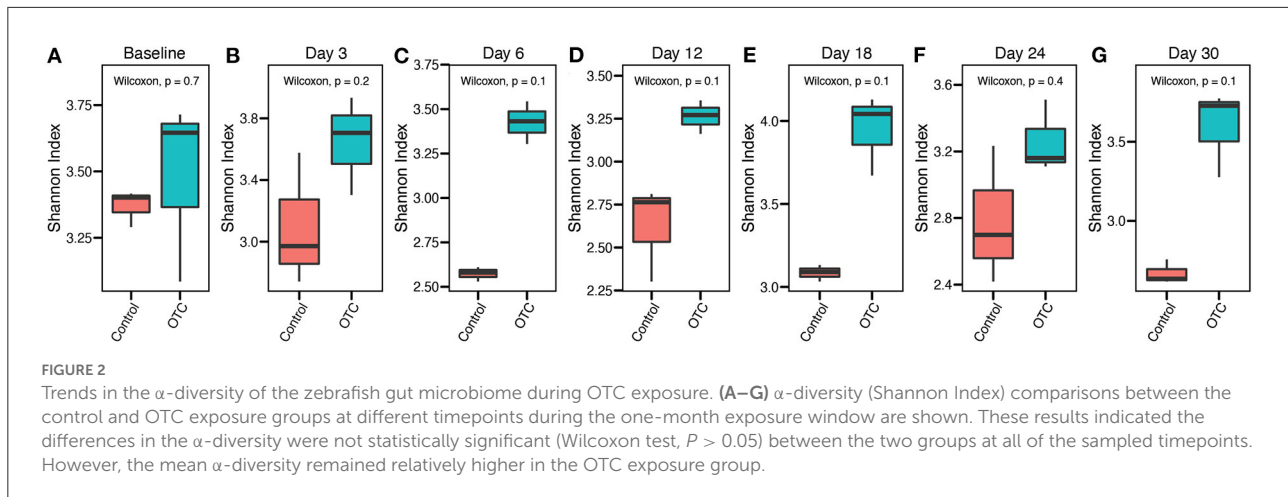 A Baseline B Day 3 C Day 6 D Day 12 E Day 18 F Day 24 G Day 30
Wilcoxon, p = 0.7
Shannon Index
3.75
3.50
3.25
Control
OTC
Wilcoxon, p = 0.2
Shannon Index
3.8
3.4
3.0
Control
OTC
Wilcoxon, p = 0.1
Shannon Index
3.75
3.50
3.25
3.00
2.75
2.50
Control
OTC
Wilcoxon, p = 0.1
Shannon Index
3.50
3.25
3.00
2.75
2.50
2.25
Control
OTC
Wilcoxon, p = 0.1
Shannon Index
4.0
3.5
3.0
Control
OTC
Wilcoxon, p = 0.4
Shannon Index
3.6
3.2
2.8
2.4
Control
OTC
Wilcoxon, p = 0.1
Shannon Index
3.5
3.0
Control
OTC
FIGURE 2
Trends in the α-diversity of the zebrafish gut microbiome during OTC exposure. (A–G) α-diversity (Shannon Index) comparisons between the
control and OTC exposure groups at different timepoints during the one-month exposure window are shown. These results indicated the
differences in the α-diversity were not statistically significant (Wilcoxon test, P > 0.05) between the two groups at all of the sampled timepoints.
However, the mean α-diversity remained relatively higher in the OTC exposure group.